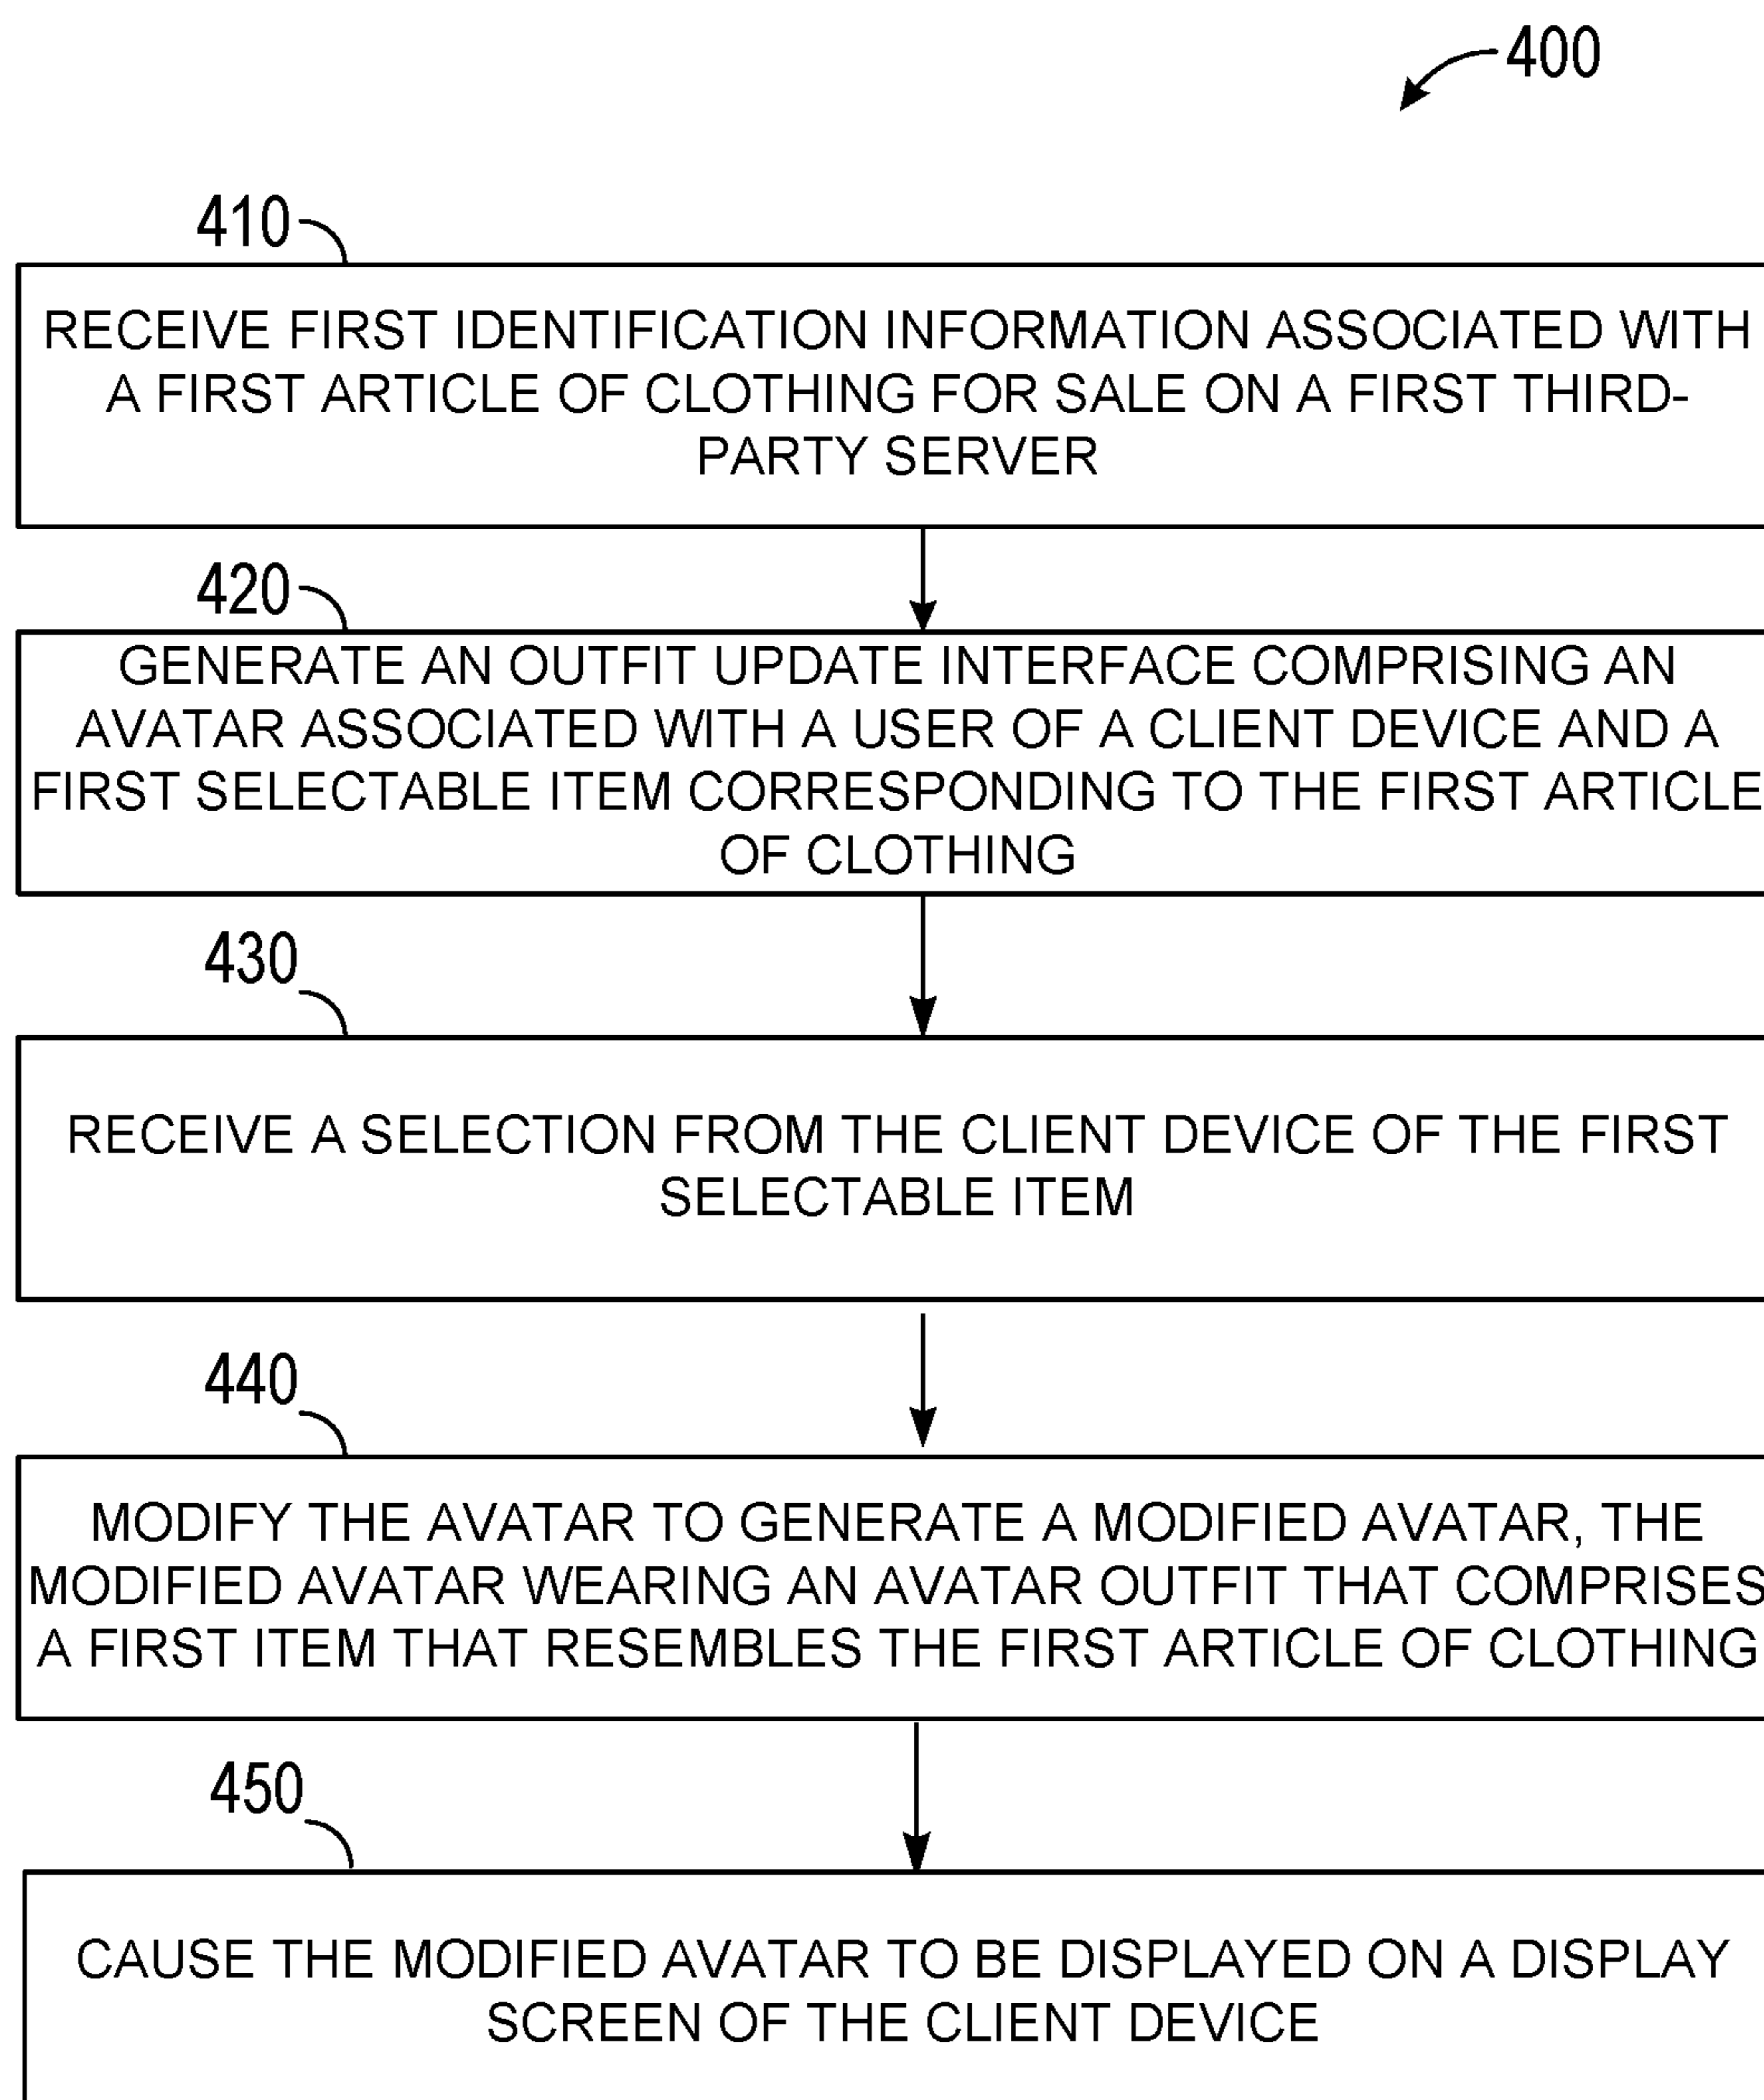 400
410
RECEIVE FIRST IDENTIFICATION INFORMATION ASSOCIATED WITH
A FIRST ARTICLE OF CLOTHING FOR SALE ON A FIRST THIRD-
PARTY SERVER
420
GENERATE AN OUTFIT UPDATE INTERFACE COMPRISING AN
AVATAR ASSOCIATED WITH A USER OF A CLIENT DEVICE AND A
FIRST SELECTABLE ITEM CORRESPONDING TO THE FIRST ARTICLE
OF CLOTHING
430
RECEIVE A SELECTION FROM THE CLIENT DEVICE OF THE FIRST
SELECTABLE ITEM
440
MODIFY THE AVATAR TO GENERATE A MODIFIED AVATAR, THE
MODIFIED AVATAR WEARING AN AVATAR OUTFIT THAT COMPRISES
A FIRST ITEM THAT RESEMBLES THE FIRST ARTICLE OF CLOTHING
450
CAUSE THE MODIFIED AVATAR TO BE DISPLAYED ON A DISPLAY
SCREEN OF THE CLIENT DEVICE